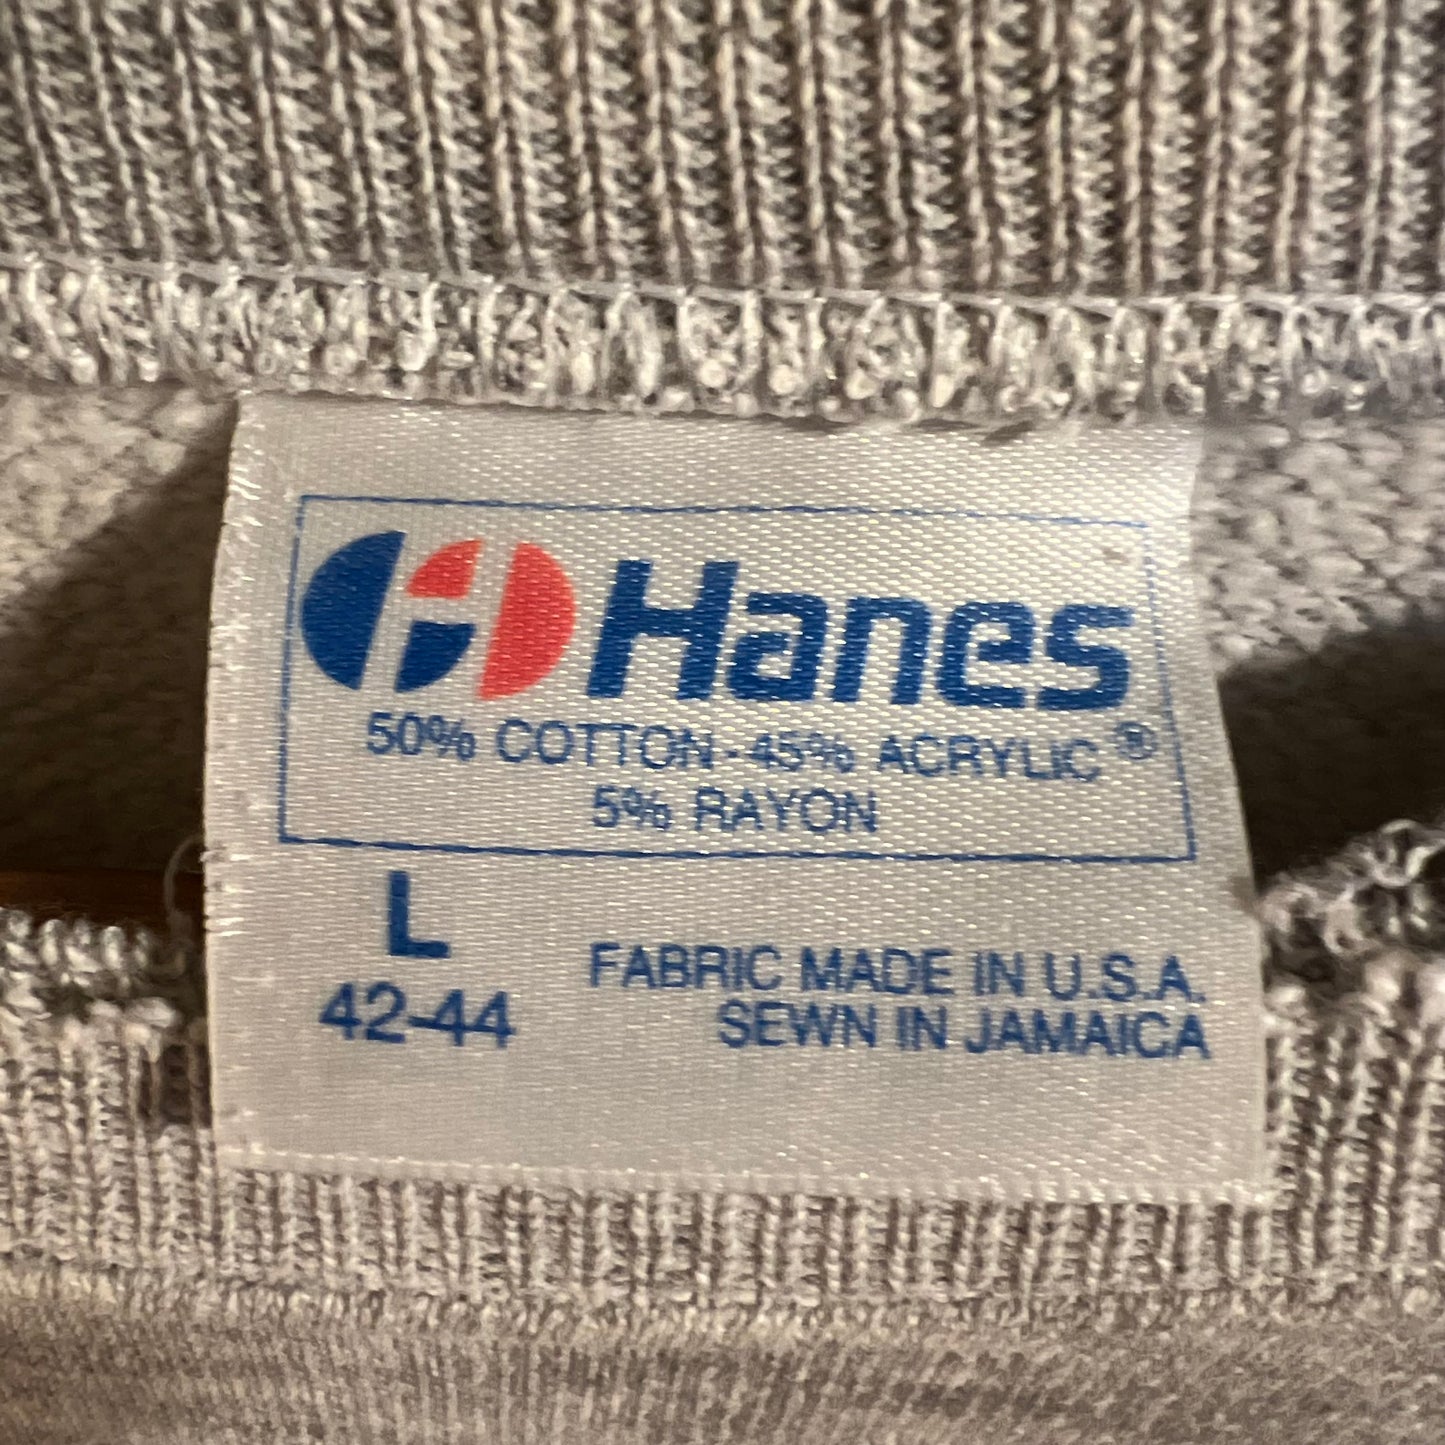 Hanes®
50% COTTON-45% ACRYLIC
5% RAYON
L
42-44
FABRIC MADE IN U.S.A.
SEWN IN JAMAICA